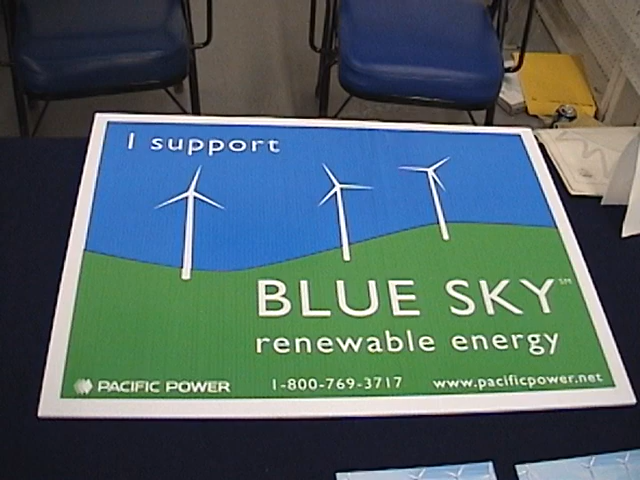 I support
BLUE SKY℠
renewable energy
PACIFIC POWER 1-800-769-3717 www.pacificpower.net